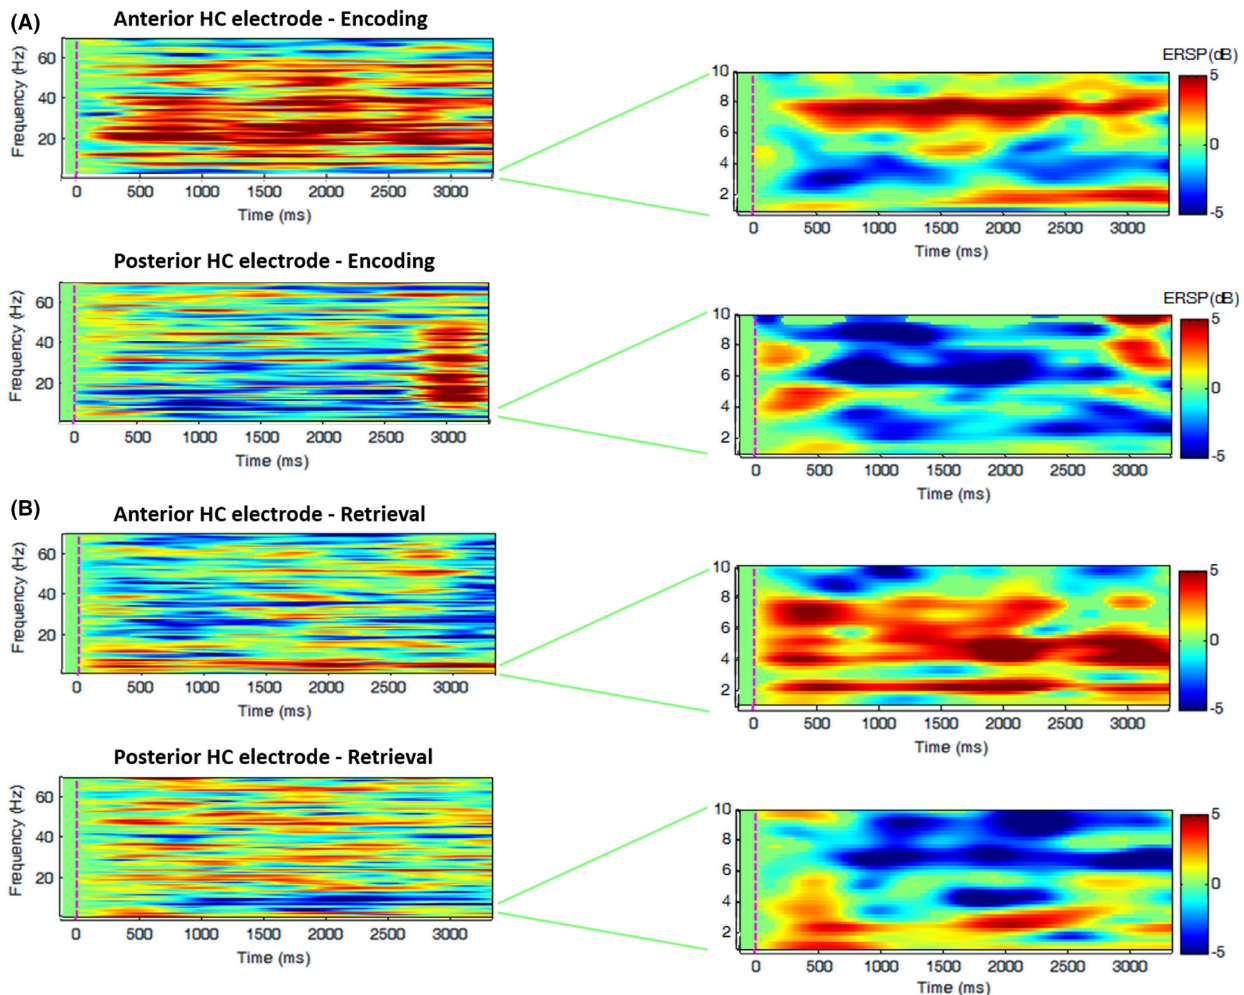 (A)
Anterior HC electrode - Encoding
ERSP(dB)
Frequency (Hz)
60
40
20
0 500 1000 1500 2000 2500 3000
Time (ms)
10
8
6
4
2
0 500 1000 1500 2000 2500 3000
Time (ms)
5
0
-5
Posterior HC electrode - Encoding
ERSP(dB)
Frequency (Hz)
60
40
20
0 500 1000 1500 2000 2500 3000
Time (ms)
10
8
6
4
2
0 500 1000 1500 2000 2500 3000
Time (ms)
5
0
-5
(B)
Anterior HC electrode - Retrieval
Frequency (Hz)
60
40
20
0 500 1000 1500 2000 2500 3000
Time (ms)
10
8
6
4
2
0 500 1000 1500 2000 2500 3000
Time (ms)
5
0
-5
Posterior HC electrode - Retrieval
Frequency (Hz)
60
40
20
0 500 1000 1500 2000 2500 3000
Time (ms)
10
8
6
4
2
0 500 1000 1500 2000 2500 3000
Time (ms)
5
0
-5